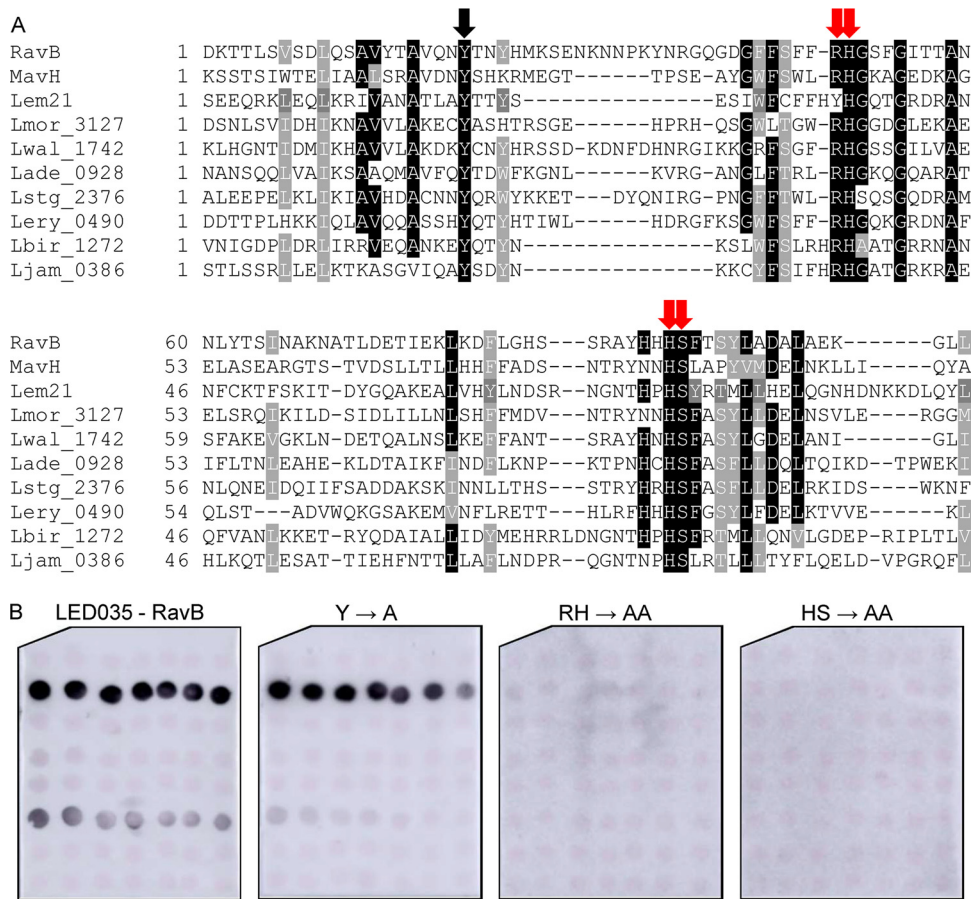 A
RavB 1 DKTTLSVSDLQSAVYTAVQNYTNYHMKSENKNNPKYNRGQGDGFFSFF-RHGSFGITTAN
MavH 1 KSSTSIWTELIAALSRAVDNYSHKRMEGT------TPSE-AYGWFSWL-RHGKAGEDKAG
Lem21 1 SEEQRKLEQLKRIVANATLAYTTYS---------------ESIWFCFFHYHGQTGRDRAN
Lmor_3127 1 DSNLSVIDHIKNAVVLAKECYASHTRSGE------HPRH-QSGWLTGW-RHGGDGLEKAE
Lwal_1742 1 KLHGNTIDMIKHAVVLAKDKYCNYHRSSD-KDNFDHNRGIKKGRFSGF-RHGSSGILVAE
Lade_0928 1 NANSQQLVAIKSAAQMAVFQYTDWFKGNL------KVRG-ANGLFTRL-RHGKQGQARAT
Lstg_2376 1 ALEEPELKLIKIAVHDACNNYQRWYKKET---DYQNIRG-PNGFFIWL-RHSQSGQDRAM
Lery_0490 1 DDTTPLHKKIQLAVQQASSHYQTYHTIWL-----HDRGFKSGWFSFF-RHGQKGRDNAF
Lbir_1272 1 VNIGDPLDRLIRRVEQANKEYQTYN---------------KSLWFSLRHRHAATGRRNAN
Ljam_0386 1 STLSSRLLELKTKASGVIQAYSDYN---------------KKCYFSIFHRHGATGRKRAE
RavB 60 NLYTSINAKNATLDETIEKLKDFLGHS---SRAYHHHSFTSYLADALAEK-----GLL
MavH 53 ELASEARGTS-TVDSLLTLLHHFFADS---NTRYNNHSLAPYVMDELNKLLI---QYA
Lem21 46 NFCKTFSKIT-DYGQAKEALVHYLNDSR-NGNTHPHSYRTMLLHELQGNHDNKKDLQYL
Lmor_3127 53 ELSRQIKILD-SIDLILLNLSHFFMDV---NTRYNNHSFASYLLDELNSVLE--RGGM
Lwal_1742 59 SFAKEVGKLN-DETQALNSLKEFFANT---SRAYHNHSFASYLGDELANI-----GLI
Lade_0928 53 IFLTNLEAHE-KLDTAIKFINDFLKNP---KTPNHCHSFASFLLDQLTQIKD-TPWEKI
Lstg_2376 56 NLQNEIDQIIFSADDAKSKINNLLTHS---STRYHRHSFASFLLDELRKIDS--WKNF
Lery_0490 54 QLST---ADVWQKGSAKEMVNFLRETT---HLRFHHHSFGSYLFDELKTVVE----KL
Lbir_1272 46 QFVANLKKET-RYQDAIALLIDYMEHRRLDNGNTHPHSFRTMLLQNVLGDEP-RIPLTLV
Ljam_0386 46 HLKQTLESAT-TIEHFNTTLLAFLNDPR-QGNTHPHSLRTLLLTYFLQELD-VPGRQFL
B
LED035 - RavB Y → A RH → AA HS → AA